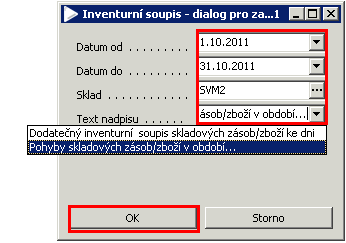 Inventurní soupis - dialog pro za...1
Datum od . . . . . . . . . 1.10.2011
Datum do . . . . . . . . . 31.10.2011
Sklad . . . . . . . . . . . . SVM2 ...
Text nadpisu . . . . . . ásob/zboží v období...
Dodatečný inventurní soupis skladových zásob/zboží ke dni
Pohyby skladových zásob/zboží v období...
OK Storno